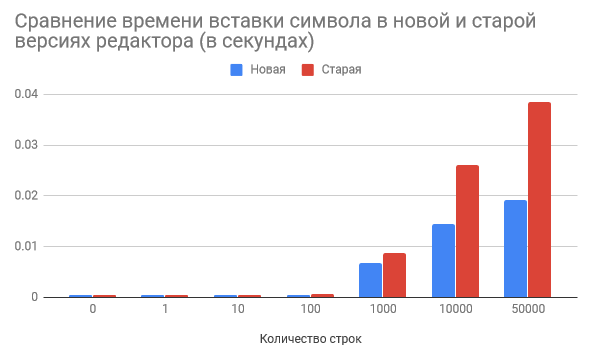 Сравнение времени вставки символа в новой и старой
версиях редактора (в секундах)
Новая Старая
0.04
0.03
0.02
0.01
0
0 1 10 100 1000 10000 50000
Количество строк